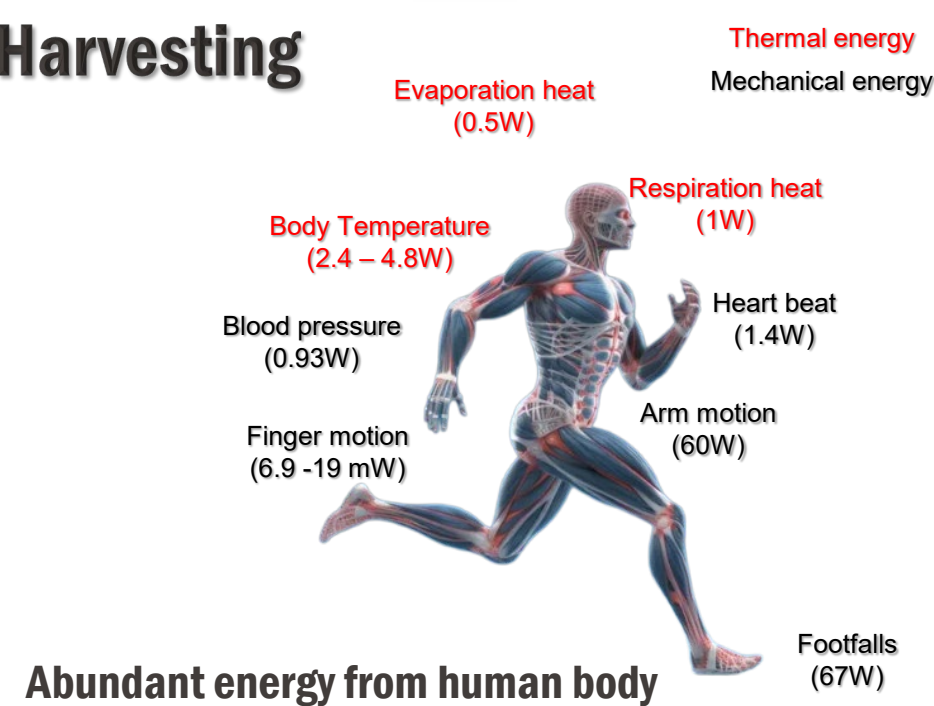 Harvesting
Thermal energy
Mechanical energy
Evaporation heat
(0.5W)
Respiration heat
(1W)
Body Temperature
(2.4 – 4.8W)
Heart beat
(1.4W)
Blood pressure
(0.93W)
Arm motion
(60W)
Finger motion
(6.9 -19 mW)
Footfalls
(67W)
Abundant energy from human body